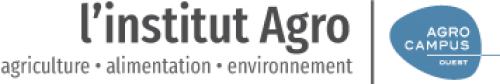 l'institut Agro
agriculture • alimentation • environnement
AGRO
CAMPUS
OUEST